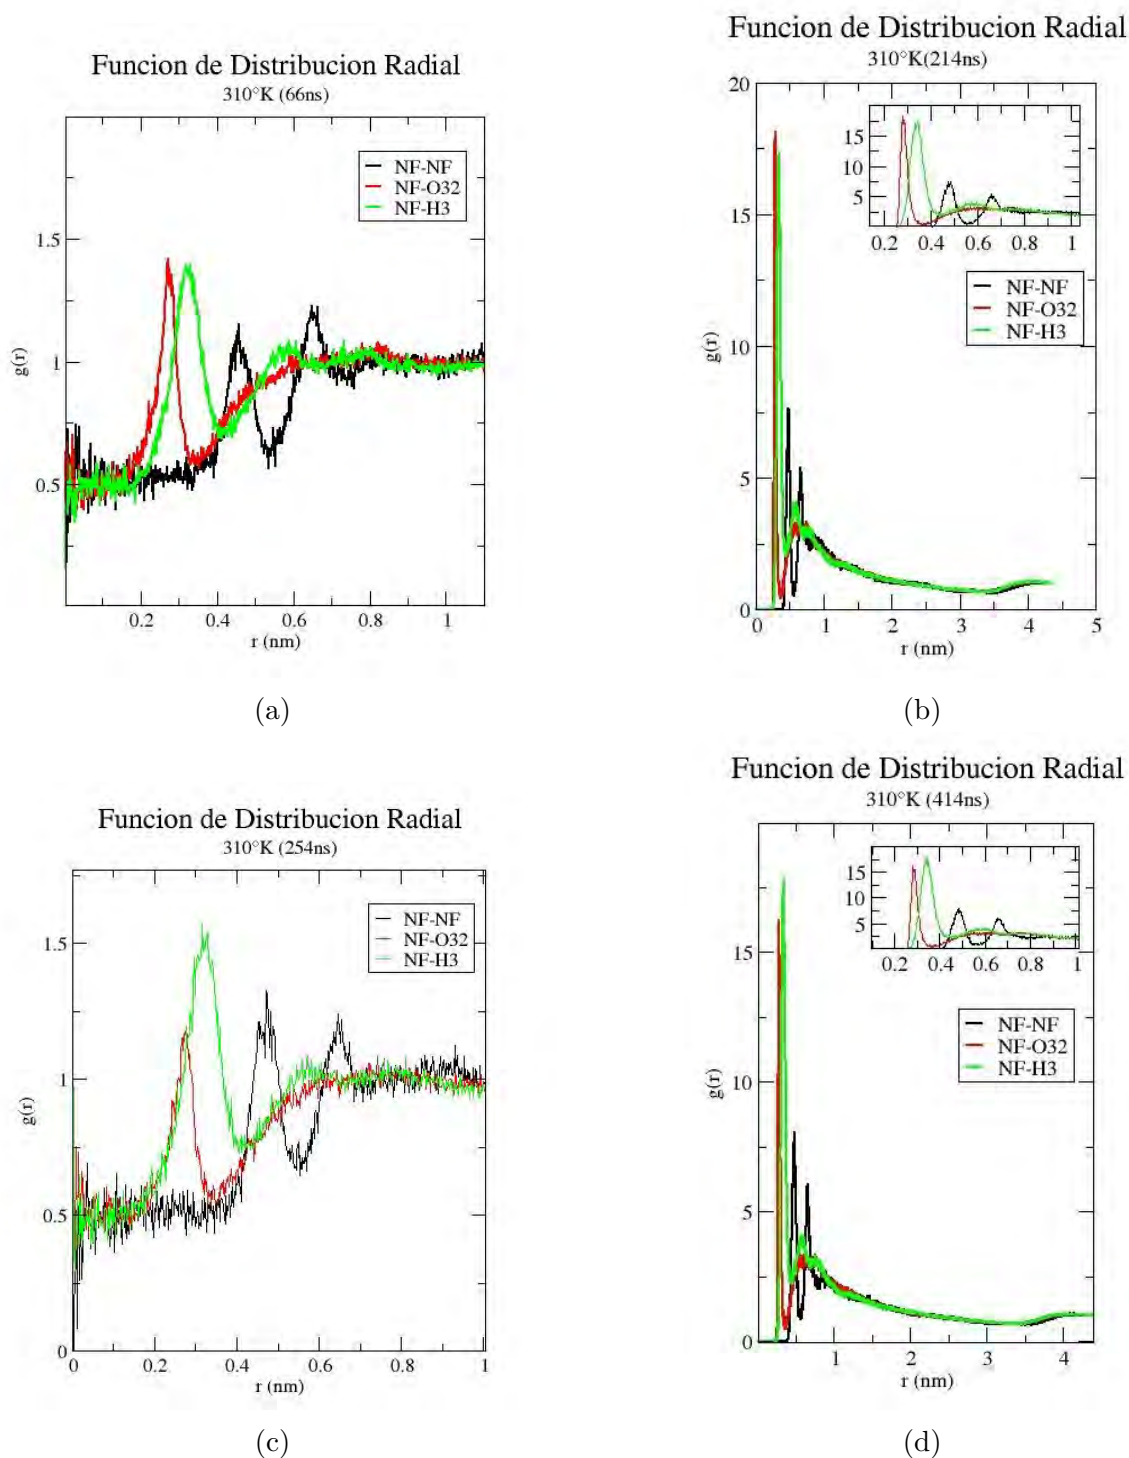 Funcion de Distribucion Radial
310°K (66ns)
NF-NF
NF-O32
NF-H3
1.5
1
0.5
g(r)
0.2 0.4 0.6 0.8 1
r (nm)
(a)
Funcion de Distribucion Radial
310°K(214ns)
20
15
10
5
0
g(r)
15
10
5
0.2 0.4 0.6 0.8 1
NF-NF
NF-O32
NF-H3
0 1 2 3 4 5
r (nm)
(b)
Funcion de Distribucion Radial
310°K (254ns)
NF-NF
NF-O32
NF-H3
1.5
1
0.5
0
g(r)
0 0.2 0.4 0.6 0.8 1
r (nm)
(c)
Funcion de Distribucion Radial
310°K (414ns)
15
10
5
0
g(r)
15
10
5
0.2 0.4 0.6 0.8 1
NF-NF
NF-O32
NF-H3
1 2 3 4
r (nm)
(d)